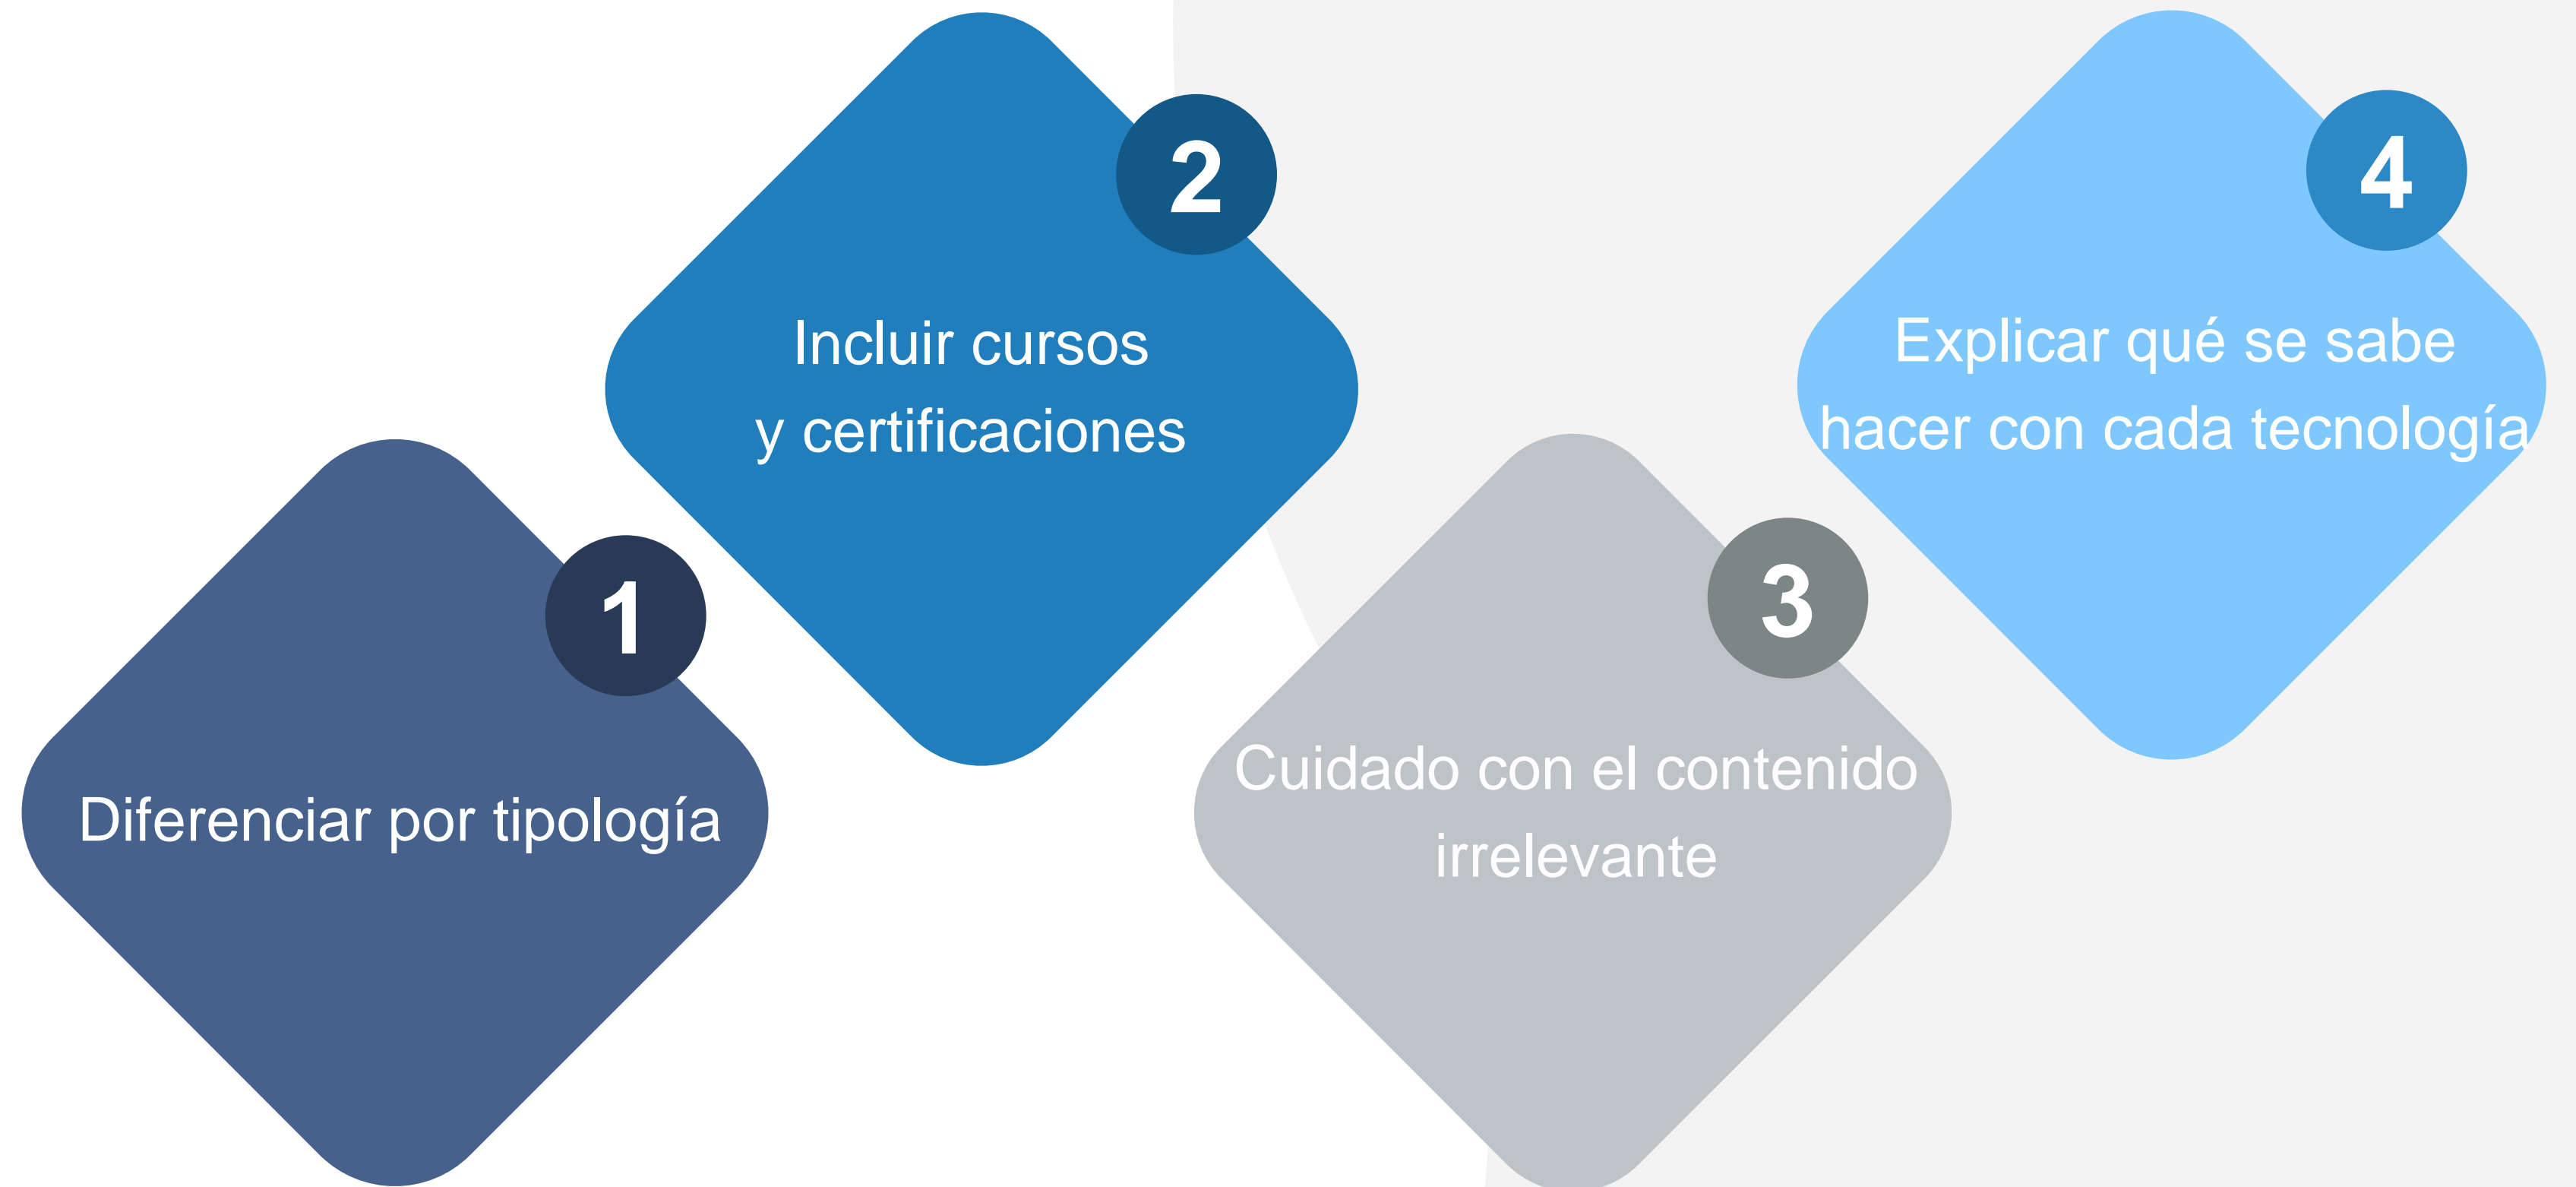 1
Diferenciar por tipología
2
Incluir cursos
y certificaciones
3
Cuidado con el contenido
irrelevante
4
Explicar qué se sabe
hacer con cada tecnología